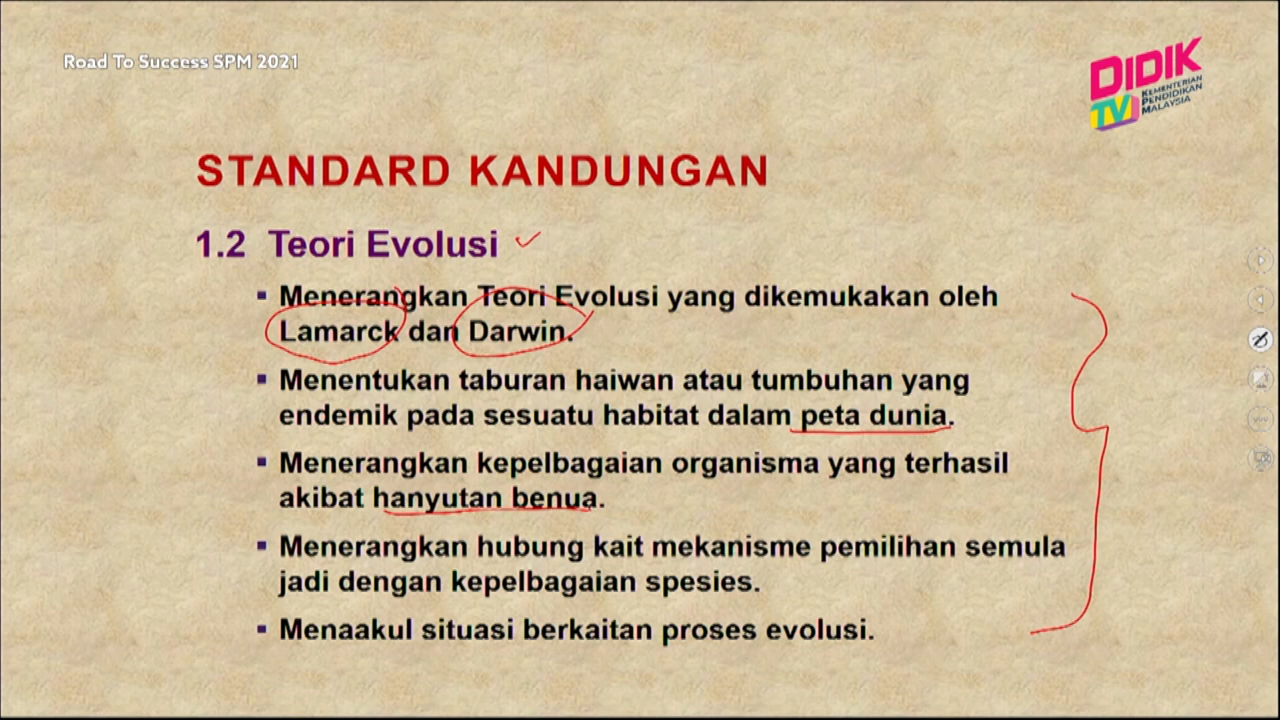 Road To Success SPM 2021
DIDIK
TV
KEMENTERIAN
PENDIDIKAN
MALAYSIA
STANDARD KANDUNGAN
1.2 Teori Evolusi
▪ Menerangkan Teori Evolusi yang dikemukakan oleh
Lamarck dan Darwin.
▪ Menentukan taburan haiwan atau tumbuhan yang
endemik pada sesuatu habitat dalam peta dunia.
▪ Menerangkan kepelbagaian organisma yang terhasil
akibat hanyutan benua.
▪ Menerangkan hubung kait mekanisme pemilihan semula
jadi dengan kepelbagaian spesies.
▪ Menaakul situasi berkaitan proses evolusi.